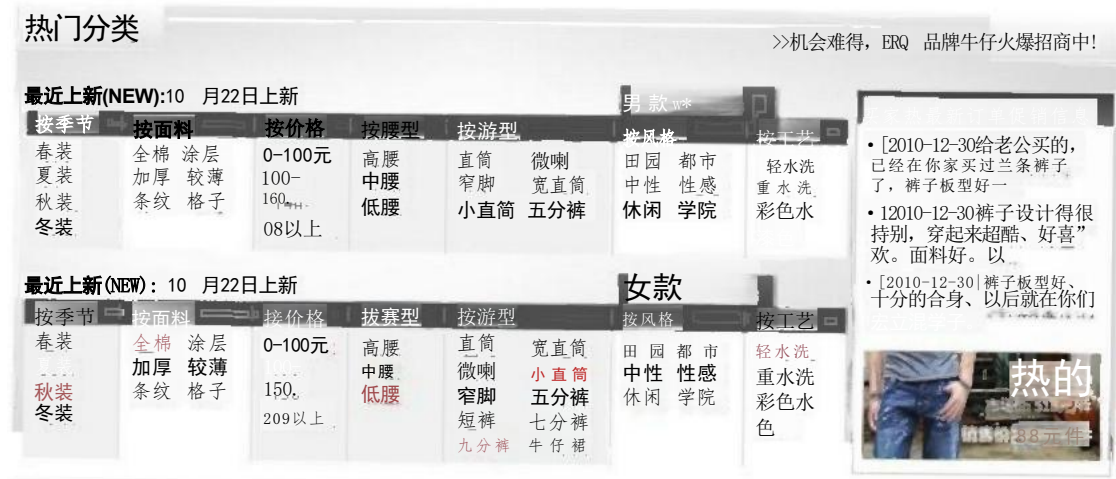 热门分类
>>机会难得，ERQ 品牌牛仔火爆招商中!
最近上新(NEW):10 月22日上新
男款
按季节 按面料 按价格 按腰型 按游型 按风格 按工艺
春装 全棉 涂层 0-100元 高腰 直筒 微喇 田园 都市 轻水洗
夏装 加厚 较薄 100- 中腰 窄脚 宽直筒 中性 性感 重水洗
秋装 条纹 格子 160 低腰 小直筒 五分裤 休闲 学院 彩色水
冬装 08以上
最近上新(NEW): 10 月22日上新
女款
按季节 按面料 接价格 拔赛型 按游型 按风格 按工艺
春装 全棉 涂层 0-100元 高腰 直筒 宽直筒 田园 都市 轻水洗
加厚 较薄 中腰 微喇 小直筒 中性 性感 重水洗
秋装 条纹 格子 150, 低腰 窄脚 五分裤 休闲 学院 彩色水
冬装 209以上 短裤 七分裤 色
九分裤 牛仔裙
•[2010-12-30给老公买的，
已经在你家买过兰条裤子
了，裤子板型好一
•12010-12-30裤子设计得很
持别，穿起来超酷、好喜”
欢。面料好。以
•[2010-12-30|裤子板型好、
十分的合身、以后就在你们
热的
88元件